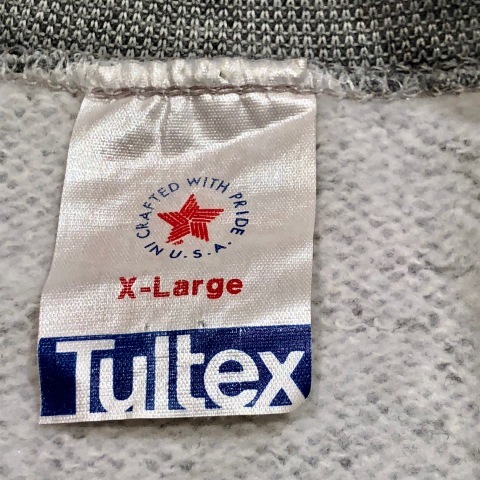 CRAFTED WITH PRIDE
IN U.S.A.
X-Large
Tultex